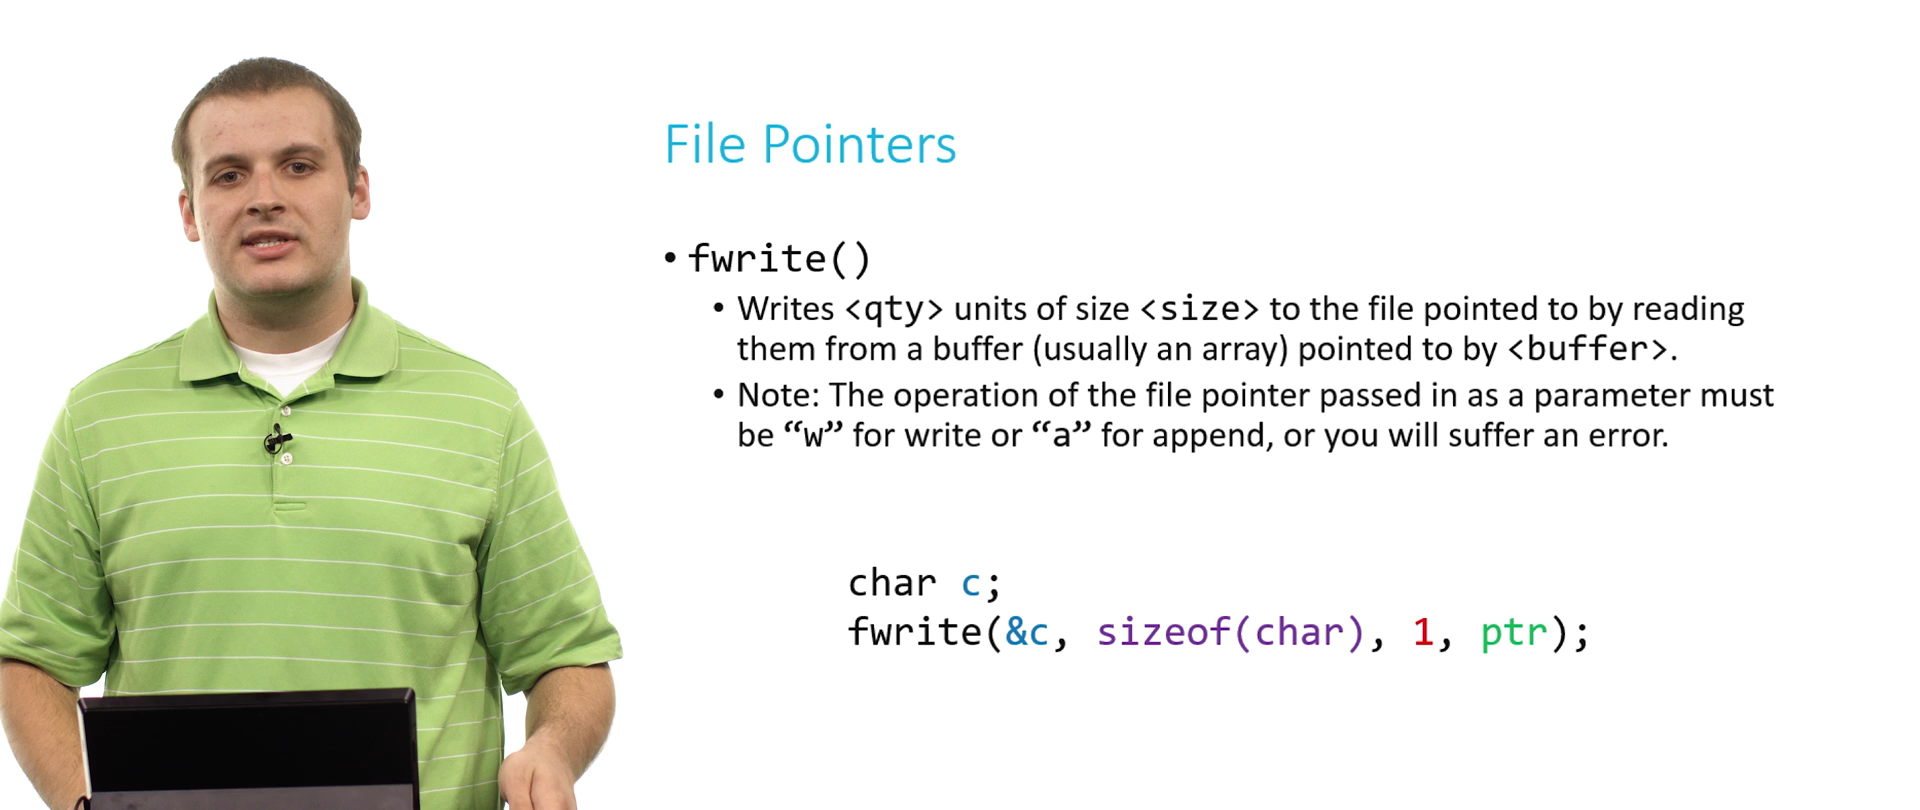 File Pointers
• fwrite()
• Writes <qty> units of size <size> to the file pointed to by reading
them from a buffer (usually an array) pointed to by <buffer>.
• Note: The operation of the file pointer passed in as a parameter must
be “w” for write or “a” for append, or you will suffer an error.
char c;
fwrite(&c, sizeof(char), 1, ptr);